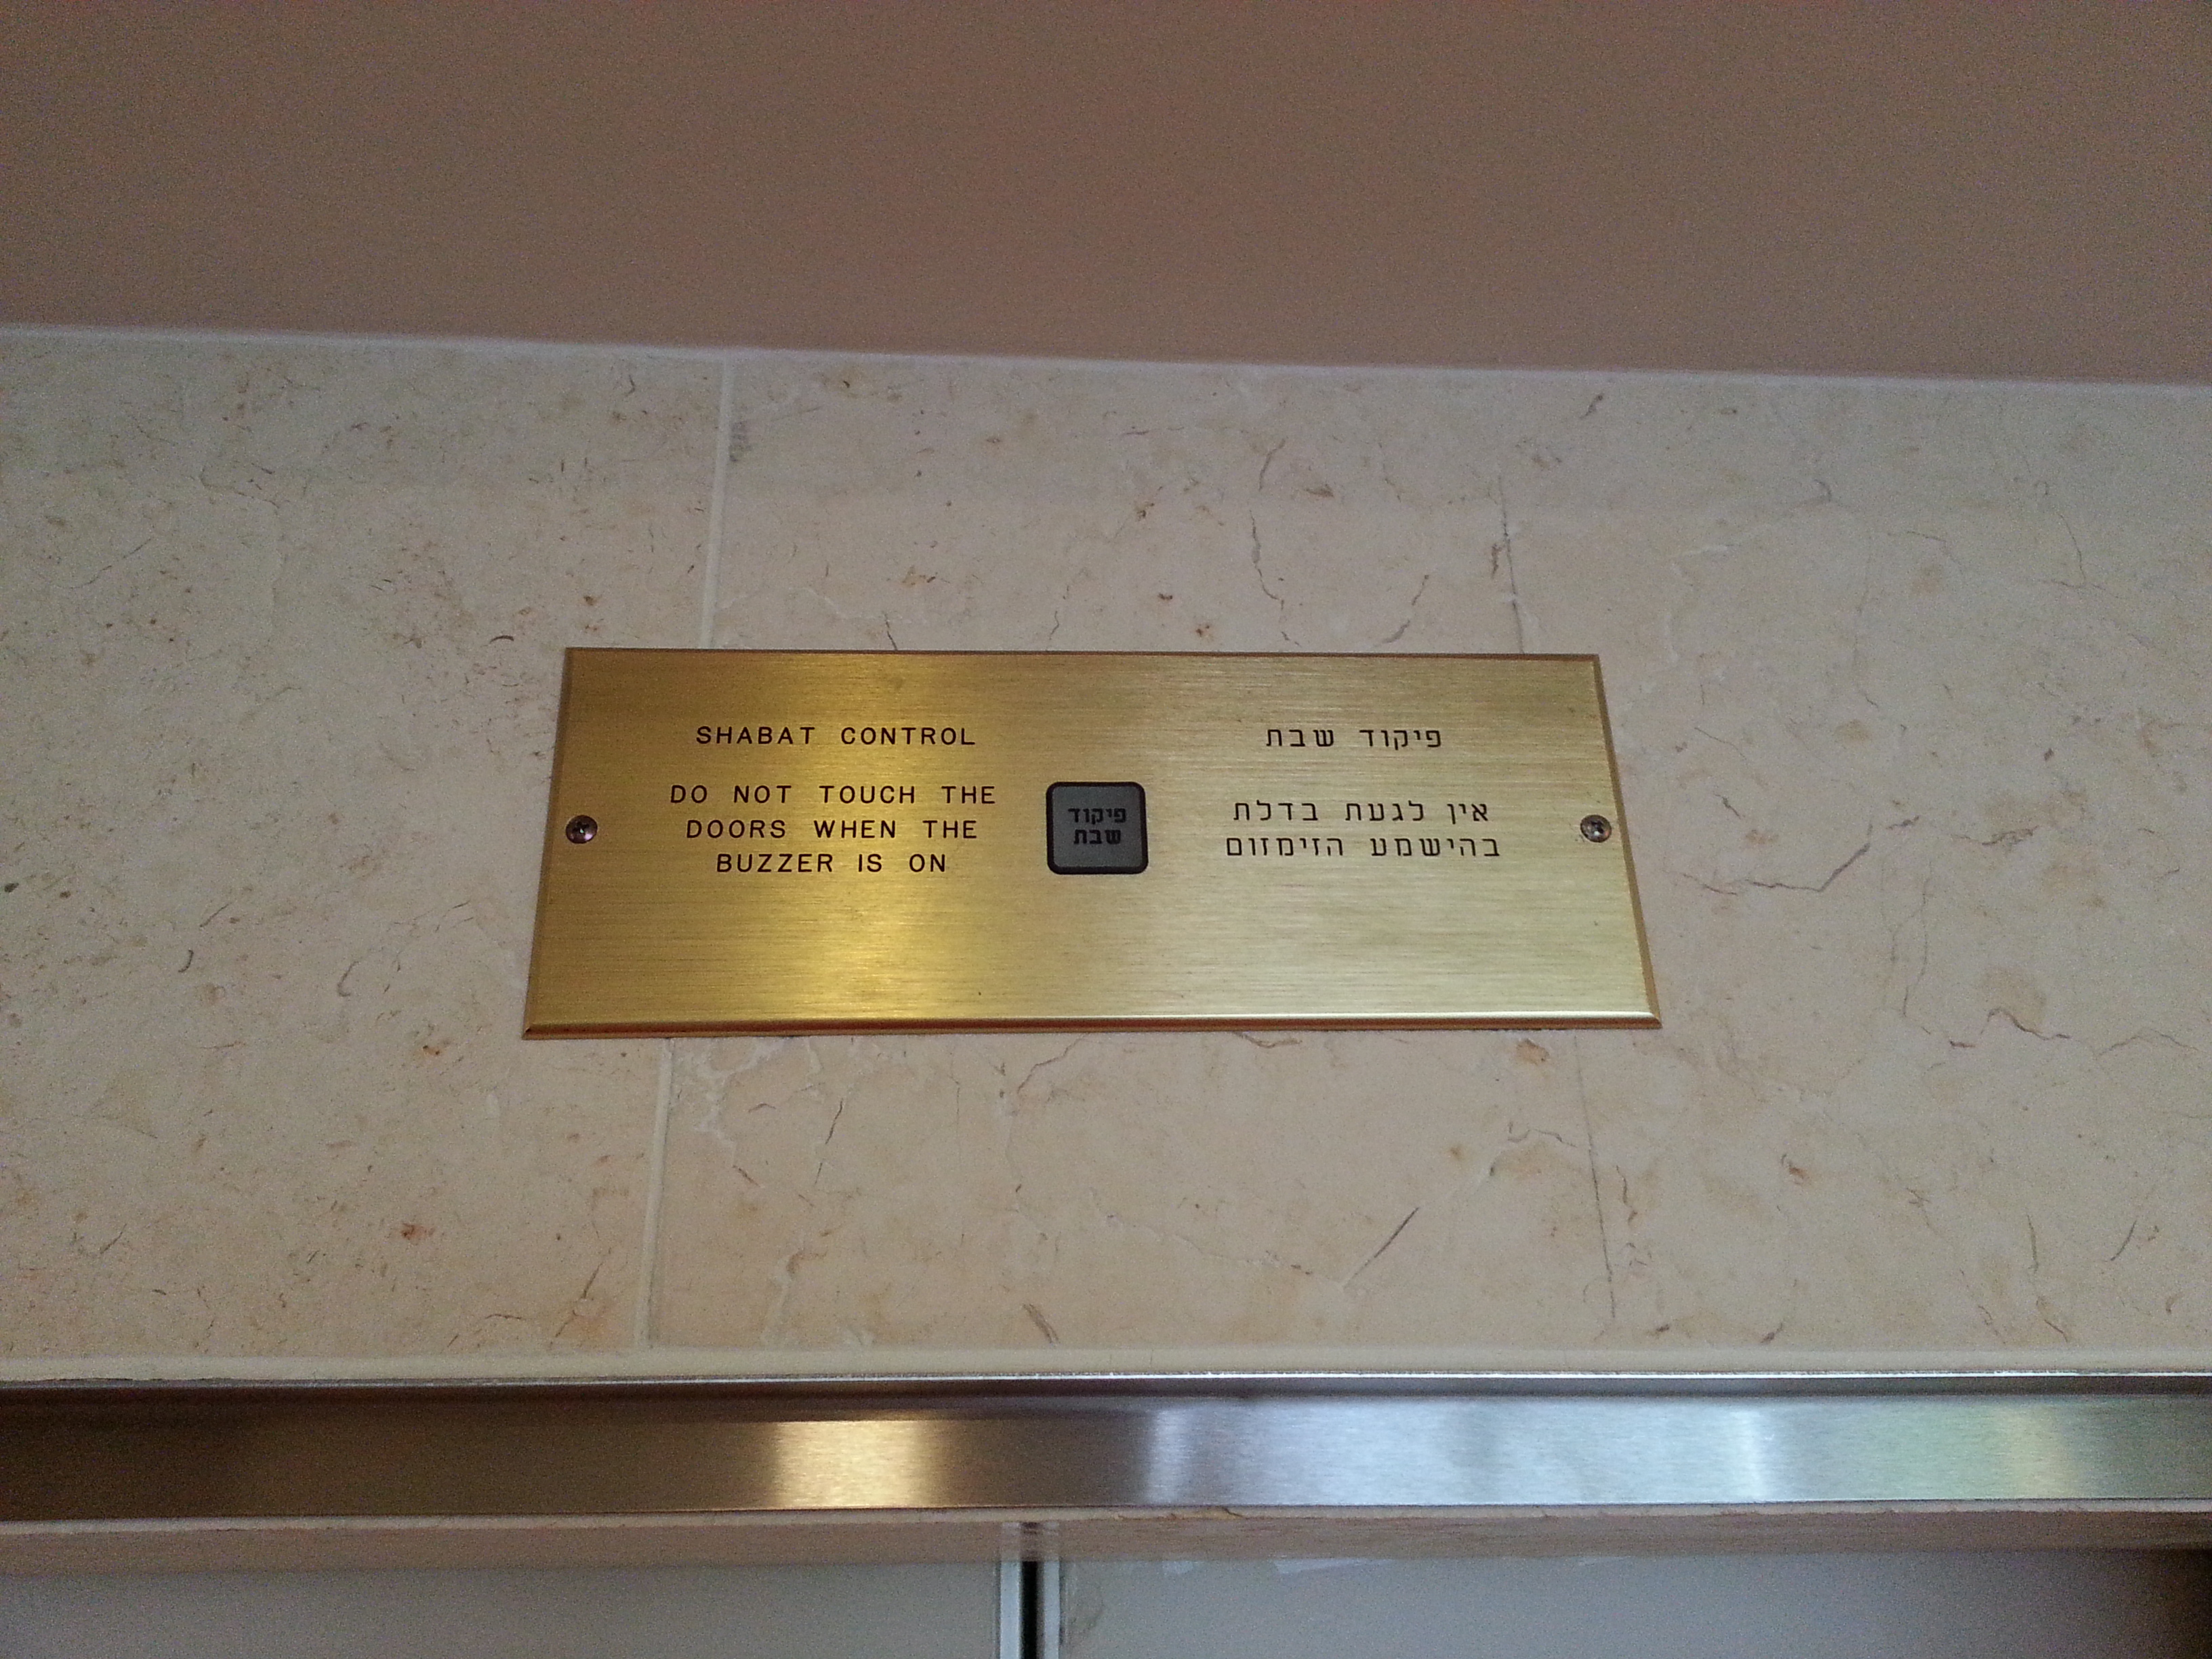 SHABAT CONTROL
DO NOT TOUCH THE
DOORS WHEN THE
BUZZER IS ON
פיקוד
שבת
פיקוד שבת
אין לגעת בדלת
בהישמע הזימזום